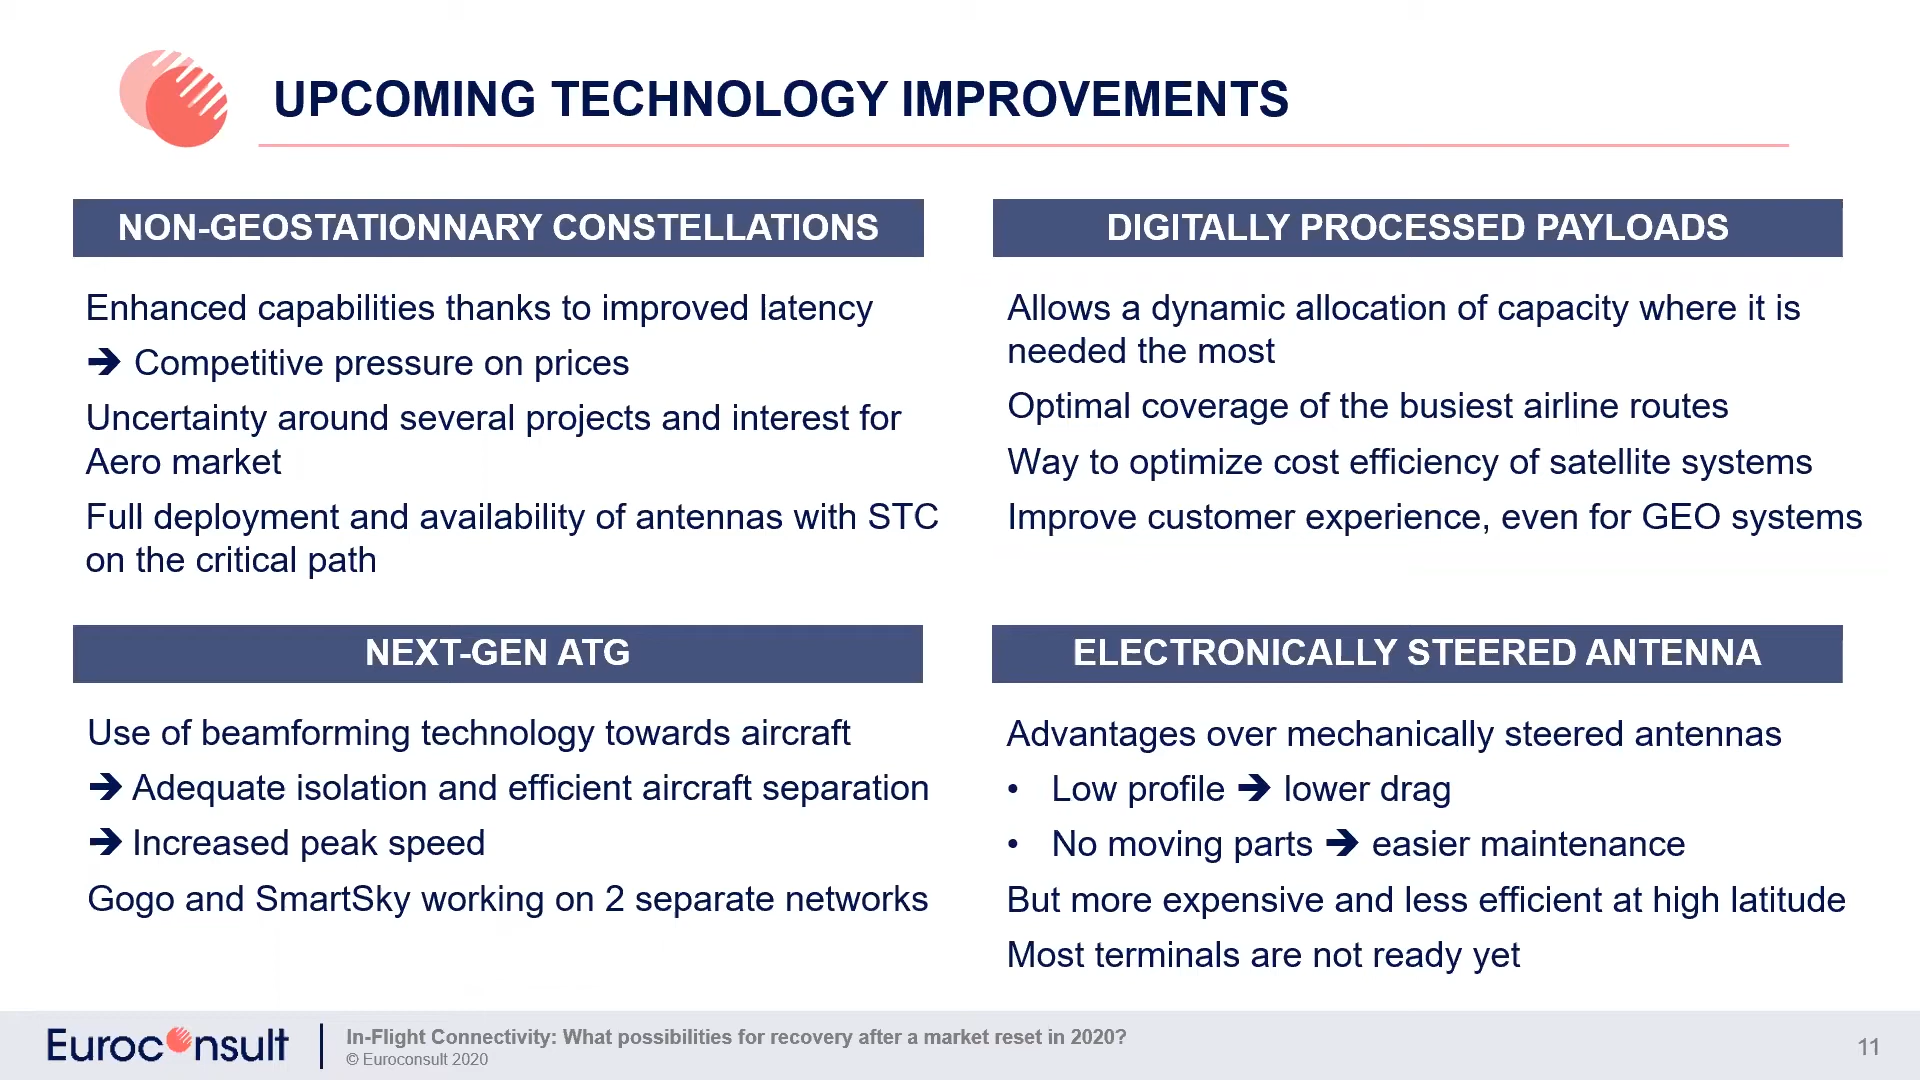 UPCOMING TECHNOLOGY IMPROVEMENTS
NON-GEOSTATIONNARY CONSTELLATIONS
Enhanced capabilities thanks to improved latency
➔ Competitive pressure on prices
Uncertainty around several projects and interest for
Aero market
Full deployment and availability of antennas with STC
on the critical path
DIGITALLY PROCESSED PAYLOADS
Allows a dynamic allocation of capacity where it is
needed the most
Optimal coverage of the busiest airline routes
Way to optimize cost efficiency of satellite systems
Improve customer experience, even for GEO systems
NEXT-GEN ATG
Use of beamforming technology towards aircraft
➔ Adequate isolation and efficient aircraft separation
➔ Increased peak speed
Gogo and SmartSky working on 2 separate networks
ELECTRONICALLY STEERED ANTENNA
Advantages over mechanically steered antennas
• Low profile ➔ lower drag
• No moving parts ➔ easier maintenance
But more expensive and less efficient at high latitude
Most terminals are not ready yet
Euroconsult
In-Flight Connectivity: What possibilities for recovery after a market reset in 2020?
© Euroconsult 2020
11